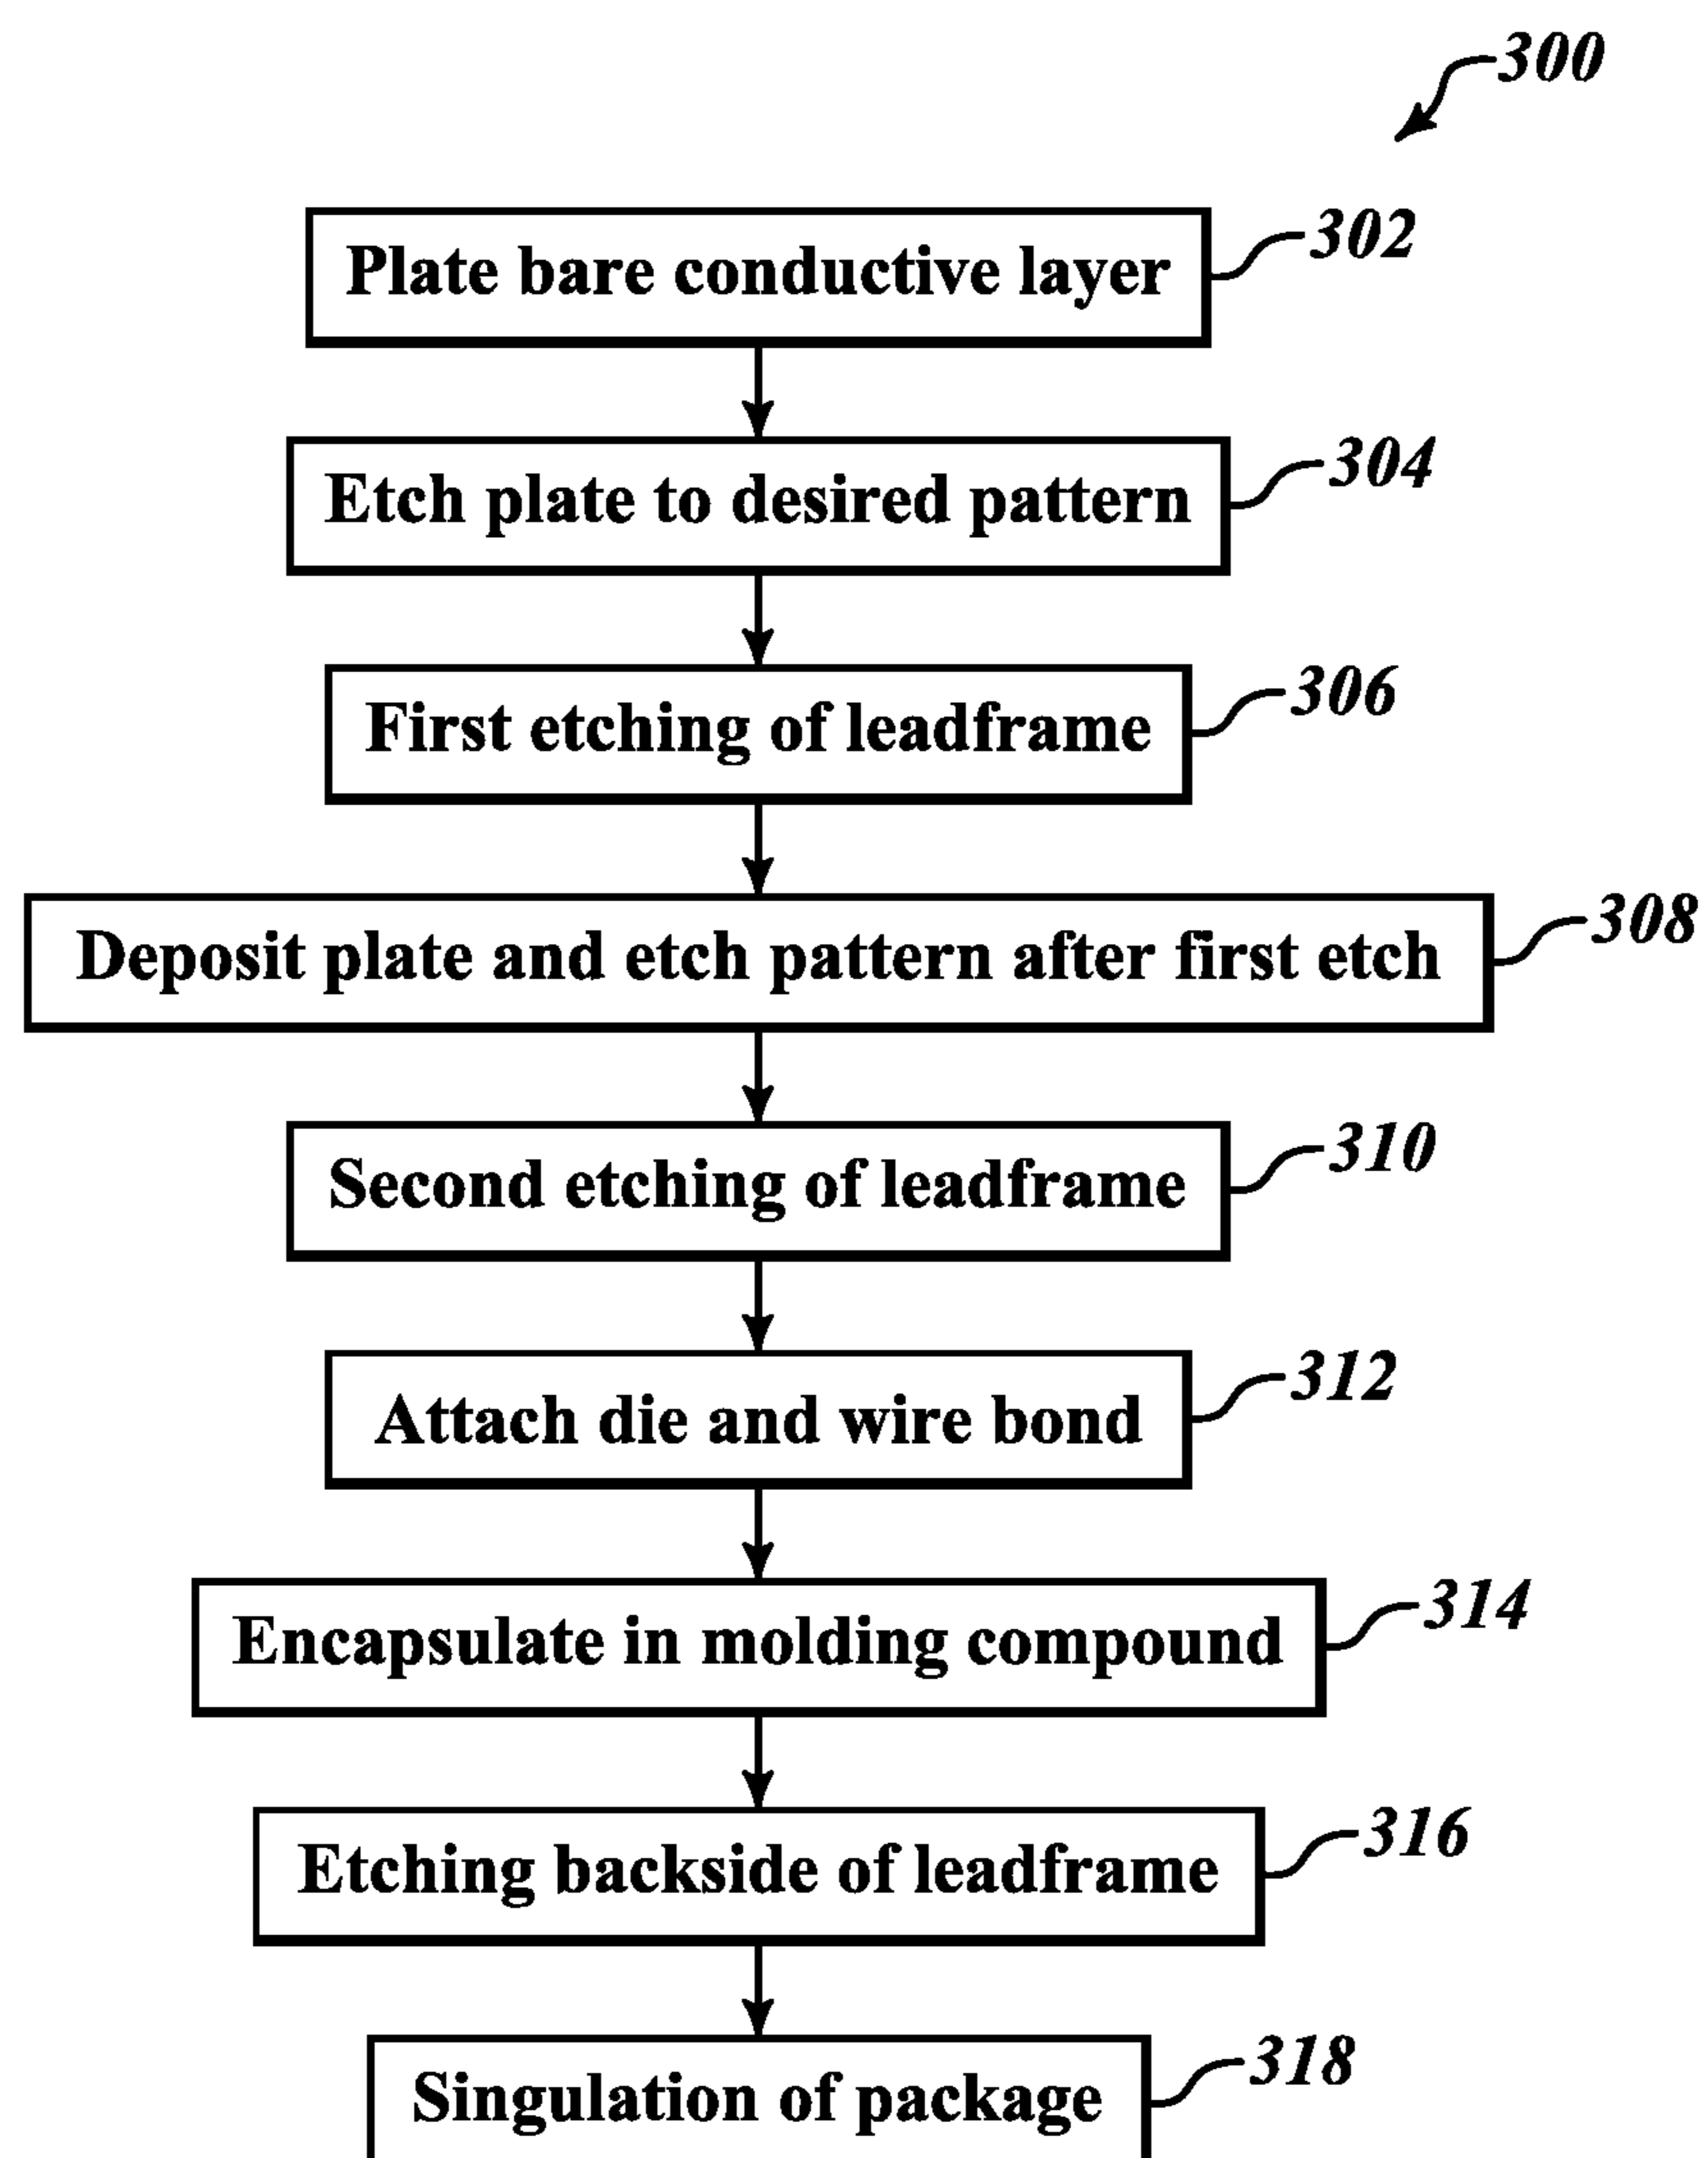 300
Plate bare conductive layer 302
Etch plate to desired pattern 304
First etching of leadframe 306
Deposit plate and etch pattern after first etch 308
Second etching of leadframe 310
Attach die and wire bond 312
Encapsulate in molding compound 314
Etching backside of leadframe 316
Singulation of package 318